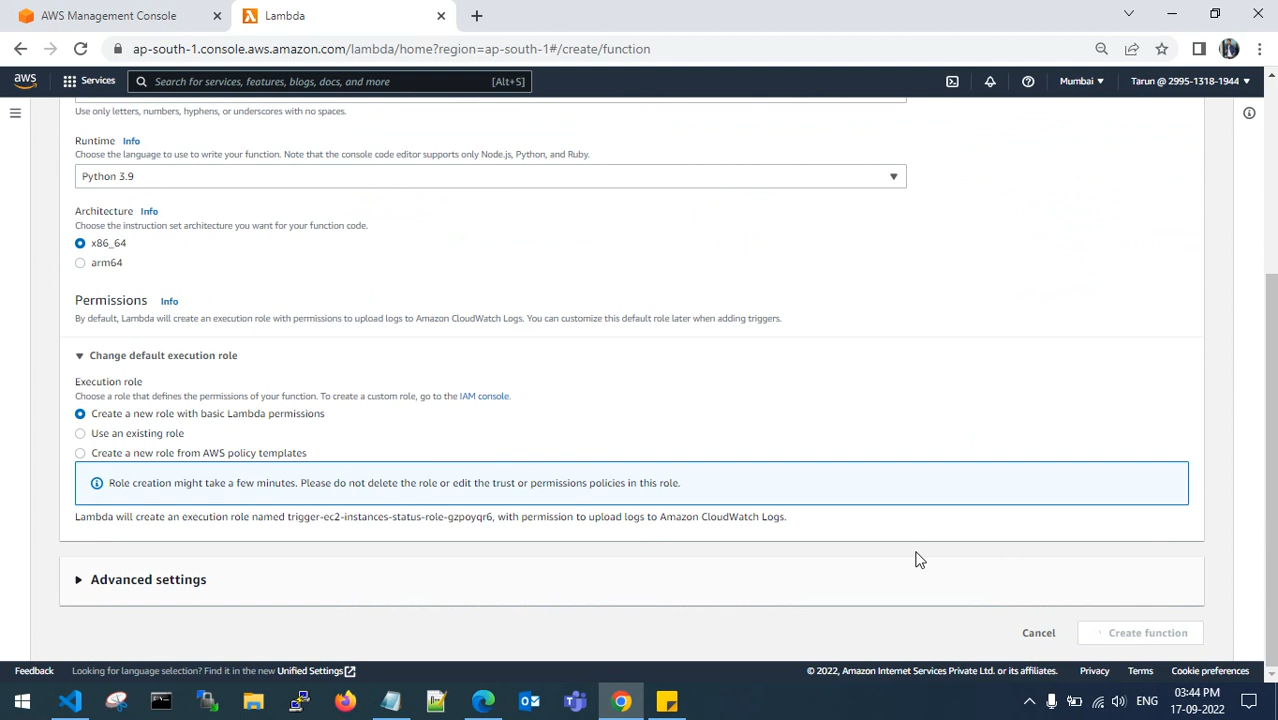 AWS Management Console
Lambda
ap-south-1.console.aws.amazon.com/lambda/home?region=ap-south-1#/create/function
aws
Services
Search for services, features, blogs, docs, and more
[Alt+S]
Mumbai
Tarun @ 2995-1318-1944
Use only letters, numbers, hyphens, or underscores with no spaces.
Runtime Info
Choose the language to use to write your function. Note that the console code editor supports only Node.js, Python, and Ruby.
Python 3.9
Architecture Info
Choose the instruction set architecture you want for your function code.
x86_64
arm64
Permissions Info
By default, Lambda will create an execution role with permissions to upload logs to Amazon CloudWatch Logs. You can customize this default role later when adding triggers.
Change default execution role
Execution role
Choose a role that defines the permissions of your function. To create a custom role, go to the IAM console.
Create a new role with basic Lambda permissions
Use an existing role
Create a new role from AWS policy templates
Role creation might take a few minutes. Please do not delete the role or edit the trust or permissions policies in this role.
Lambda will create an execution role named trigger-ec2-instances-status-role-gzpoyqr6, with permission to upload logs to Amazon CloudWatch Logs.
Advanced settings
Cancel
Create function
Feedback
Looking for language selection? Find it in the new Unified Settings
© 2022, Amazon Internet Services Private Ltd. or its affiliates.
Privacy
Terms
Cookie preferences
ENG
03:44 PM
17-09-2022